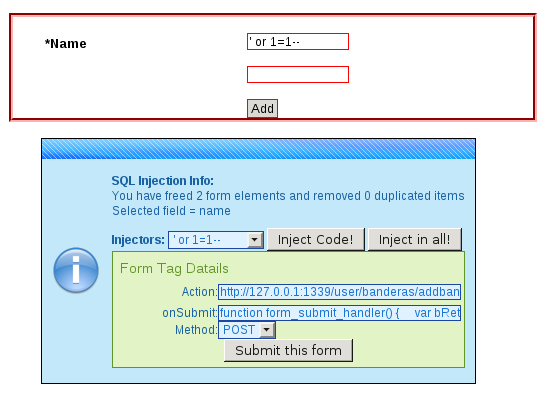 *Name
' or 1=1--
Add
SQL Injection Info:
You have freed 2 form elements and removed 0 duplicated items
Selected field = name
Injectors: ' or 1=1-- Inject Code! Inject in all!
Form Tag Datails
Action: http://127.0.0.1:1339/user/banderas/addban
onSubmit: function form_submit_handler() { var bRet
Method: POST
Submit this form